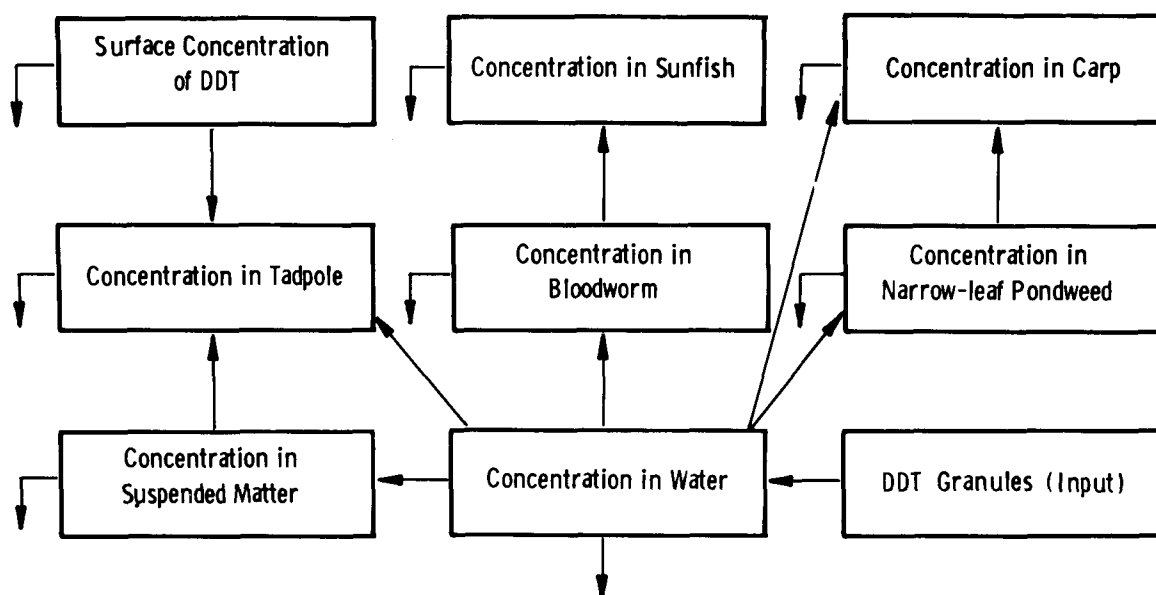 Surface Concentration
of DDT
Concentration in Sunfish
Concentration in Carp
Concentration in Tadpole
Concentration in
Bloodworm
Concentration in
Narrow-leaf Pondweed
Concentration in
Suspended Matter
Concentration in Water
DDT Granules (Input)